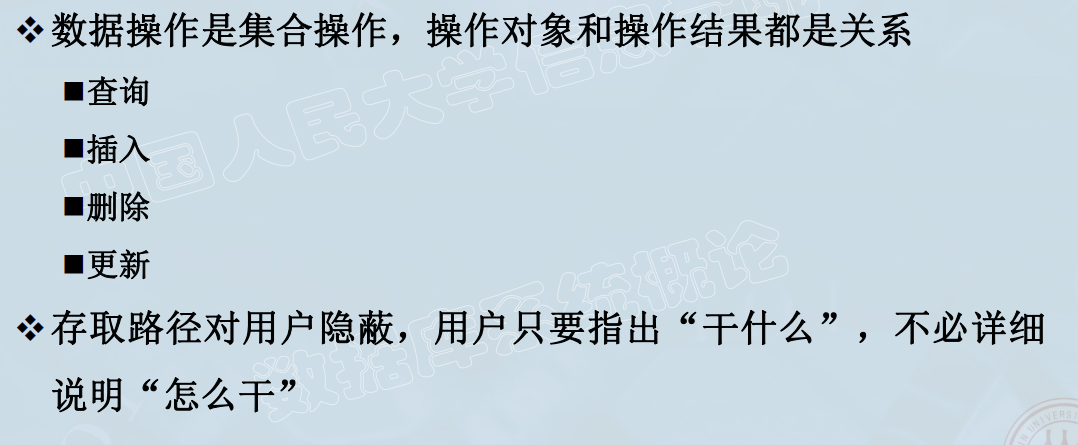 ❖数据操作是集合操作，操作对象和操作结果都是关系
■查询
■插入
■删除
■更新
❖存取路径对用户隐蔽，用户只要指出“干什么”，不必详细
说明“怎么干”
中国人民大学信息
数据库系统概论